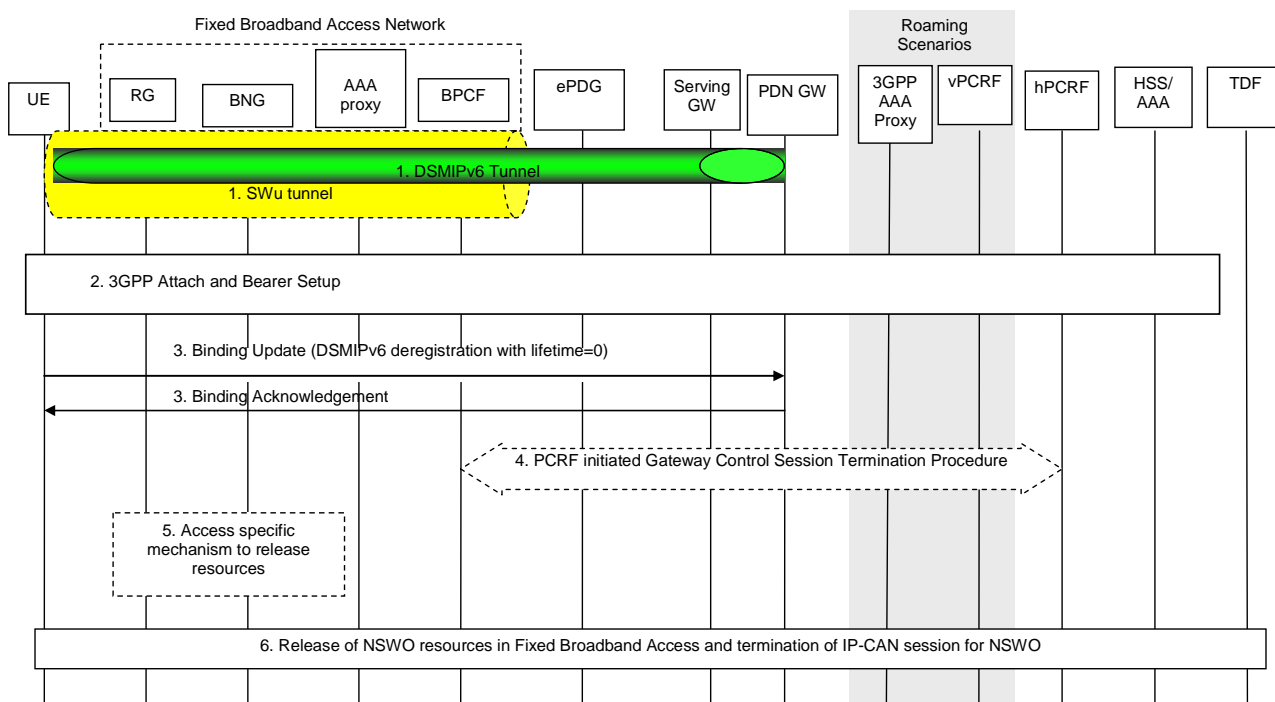 Fixed Broadband Access Network
Roaming
Scenarios
UE
RG
BNG
AAA
proxy
BPCF
ePDG
Serving
GW
PDN GW
3GPP
AAA
Proxy
vPCRF
hPCRF
HSS/
AAA
TDF
1. DSMIPv6 Tunnel
1. SWu tunnel
2. 3GPP Attach and Bearer Setup
3. Binding Update (DSMIPv6 deregistration with lifetime=0)
3. Binding Acknowledgement
4. PCRF initiated Gateway Control Session Termination Procedure
5. Access specific
mechanism to release
resources
6. Release of NSWO resources in Fixed Broadband Access and termination of IP-CAN session for NSWO